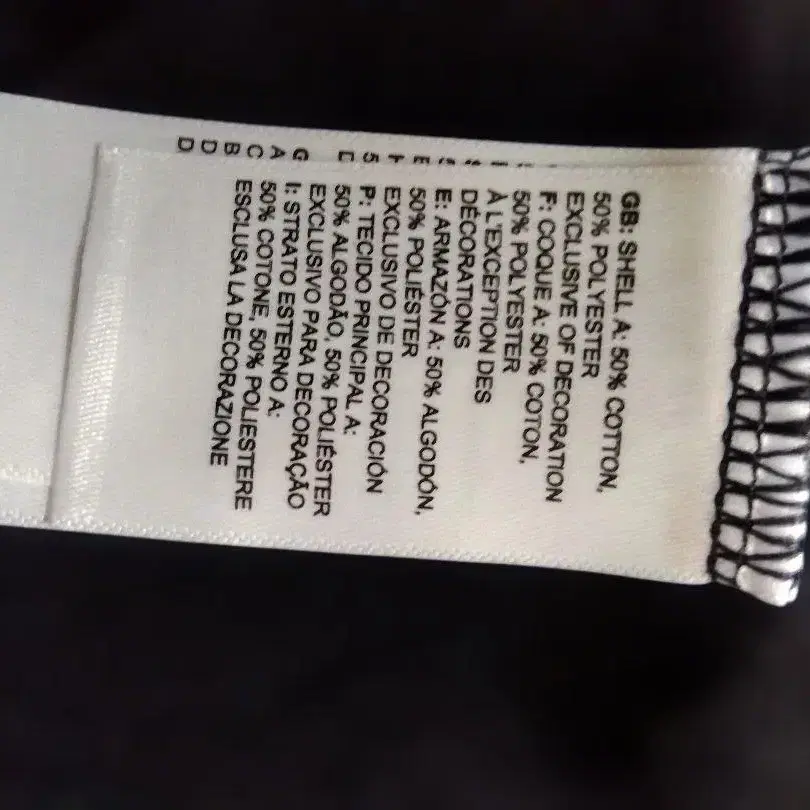 GB: SHELL A: 50% COTTON,
50% POLYESTER
EXCLUSIVE OF DECORATION
F: COQUE A: 50% COTON,
50% POLYESTER
À L'EXCEPTION DES
DÉCORATIONS
E: ARMAZÓN A: 50% ALGODÓN,
50% POLIÉSTER
EXCLUSIVO DE DECORACIÓN
P: TECIDO PRINCIPAL A:
50% ALGODÃO, 50% POLIÉSTER
EXCLUSIVO PARA DECORAÇÃO
I: STRATO ESTERNO A:
50% COTONE, 50% POLIESTERE
ESCLUSA LA DECORAZIONE